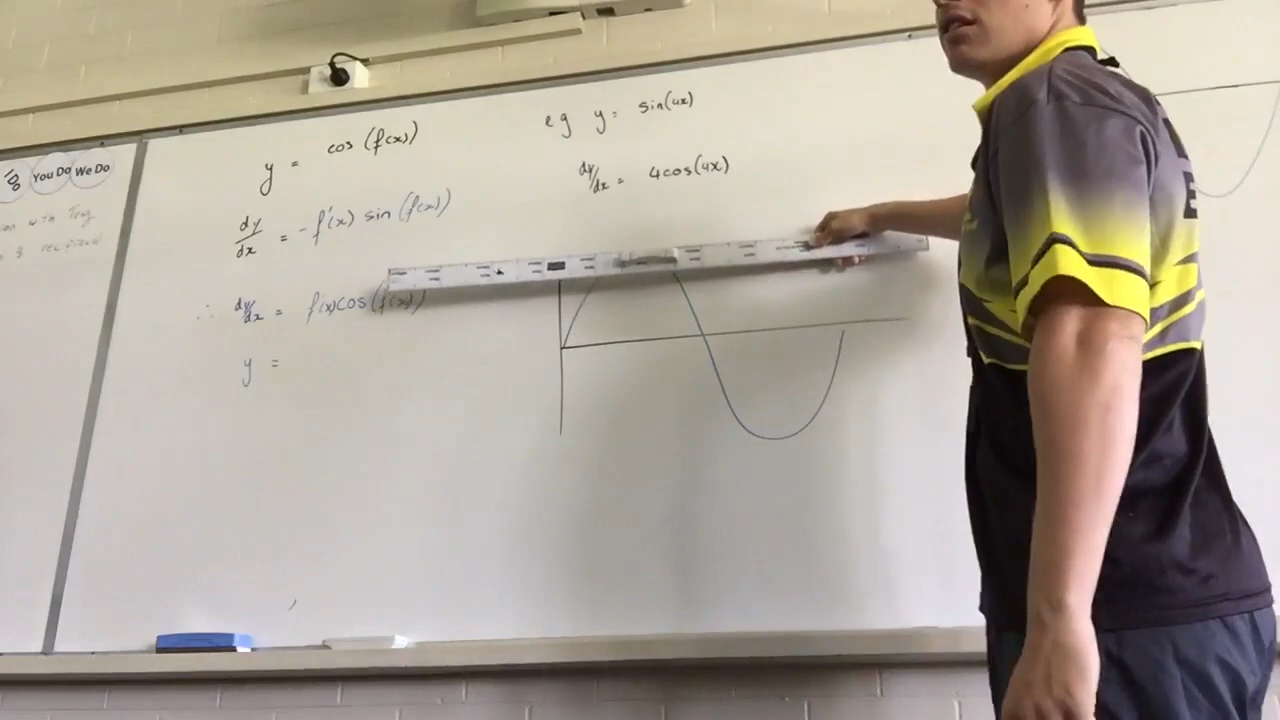 You Do We Do
y = cos (f(x))
dy/dx = -f'(x) sin (f(x))
∴ dy/dx = f'(x)cos(f(x))
y =
eg y = sin(4x)
dy/dx = 4cos(4x)